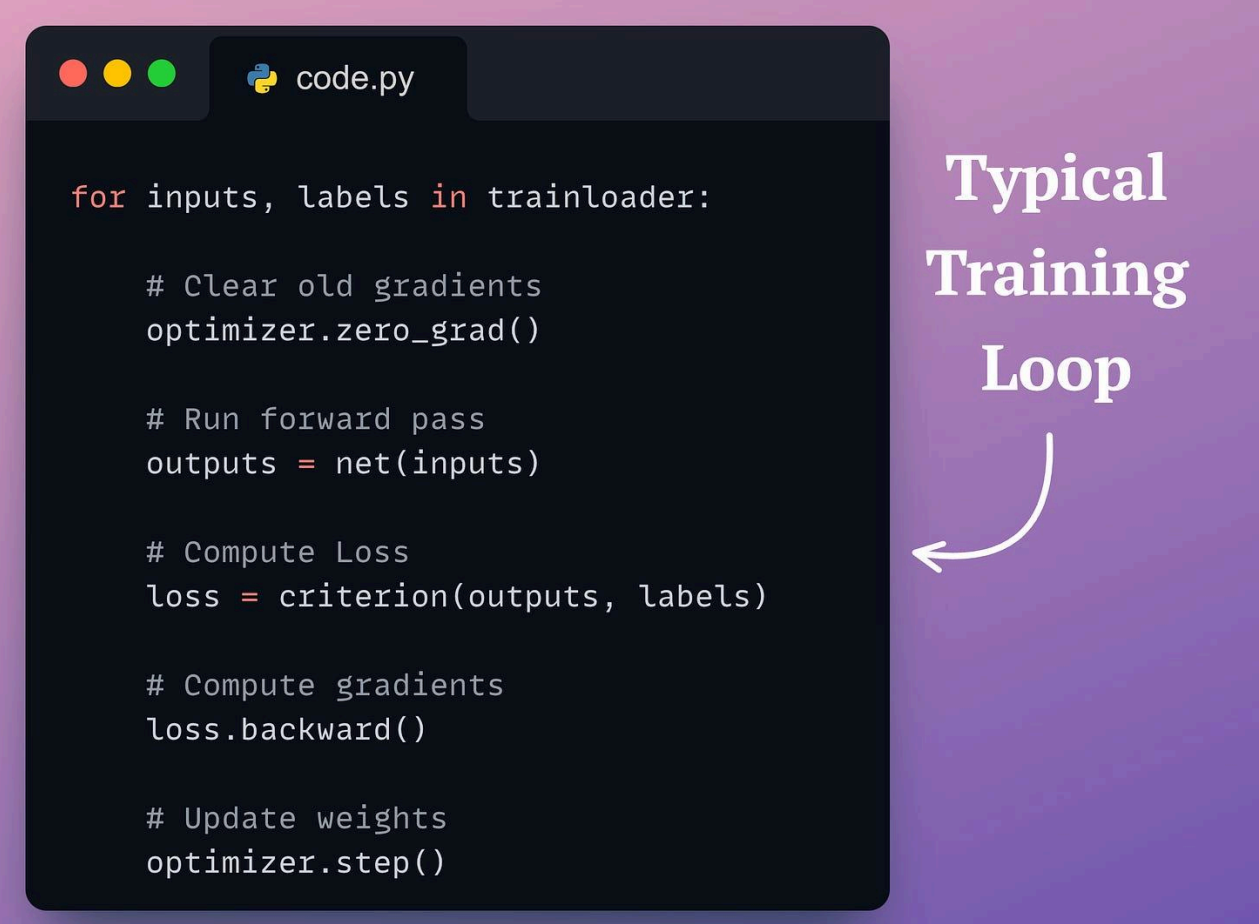 code.py
for inputs, labels in trainloader:
    # Clear old gradients
    optimizer.zero_grad()
    # Run forward pass
    outputs = net(inputs)
    # Compute Loss
    loss = criterion(outputs, labels)
    # Compute gradients
    loss.backward()
    # Update weights
    optimizer.step()
Typical
Training
Loop